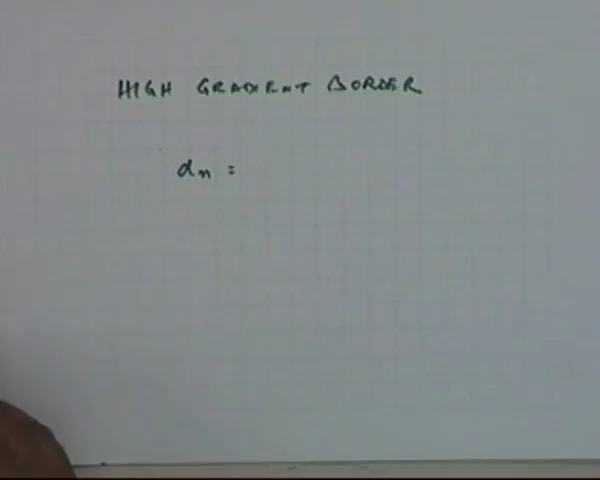 HIGH GRADIENT BORDER
dn =